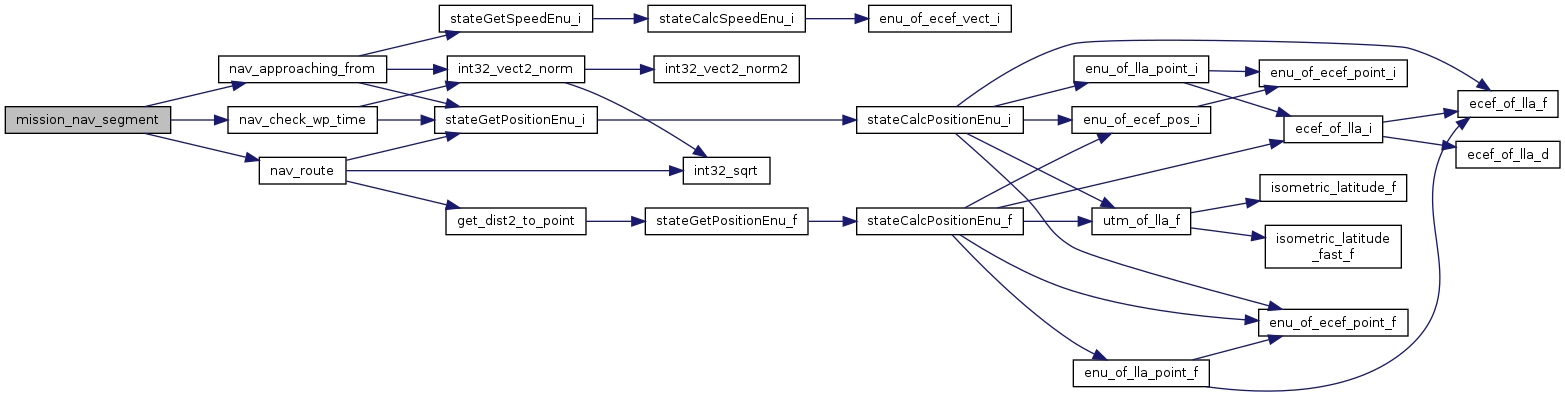 mission_nav_segment
nav_approaching_from
nav_check_wp_time
nav_route
stateGetSpeedEnu_i
int32_vect2_norm
stateGetPositionEnu_i
get_dist2_to_point
stateCalcSpeedEnu_i
int32_vect2_norm2
int32_sqrt
stateGetPositionEnu_f
enu_of_ecef_vect_i
stateCalcPositionEnu_i
stateCalcPositionEnu_f
enu_of_lla_point_i
enu_of_ecef_pos_i
utm_of_lla_f
enu_of_lla_point_f
enu_of_ecef_point_i
ecef_of_lla_i
isometric_latitude_f
isometric_latitude
_fast_f
enu_of_ecef_point_f
ecef_of_lla_f
ecef_of_lla_d